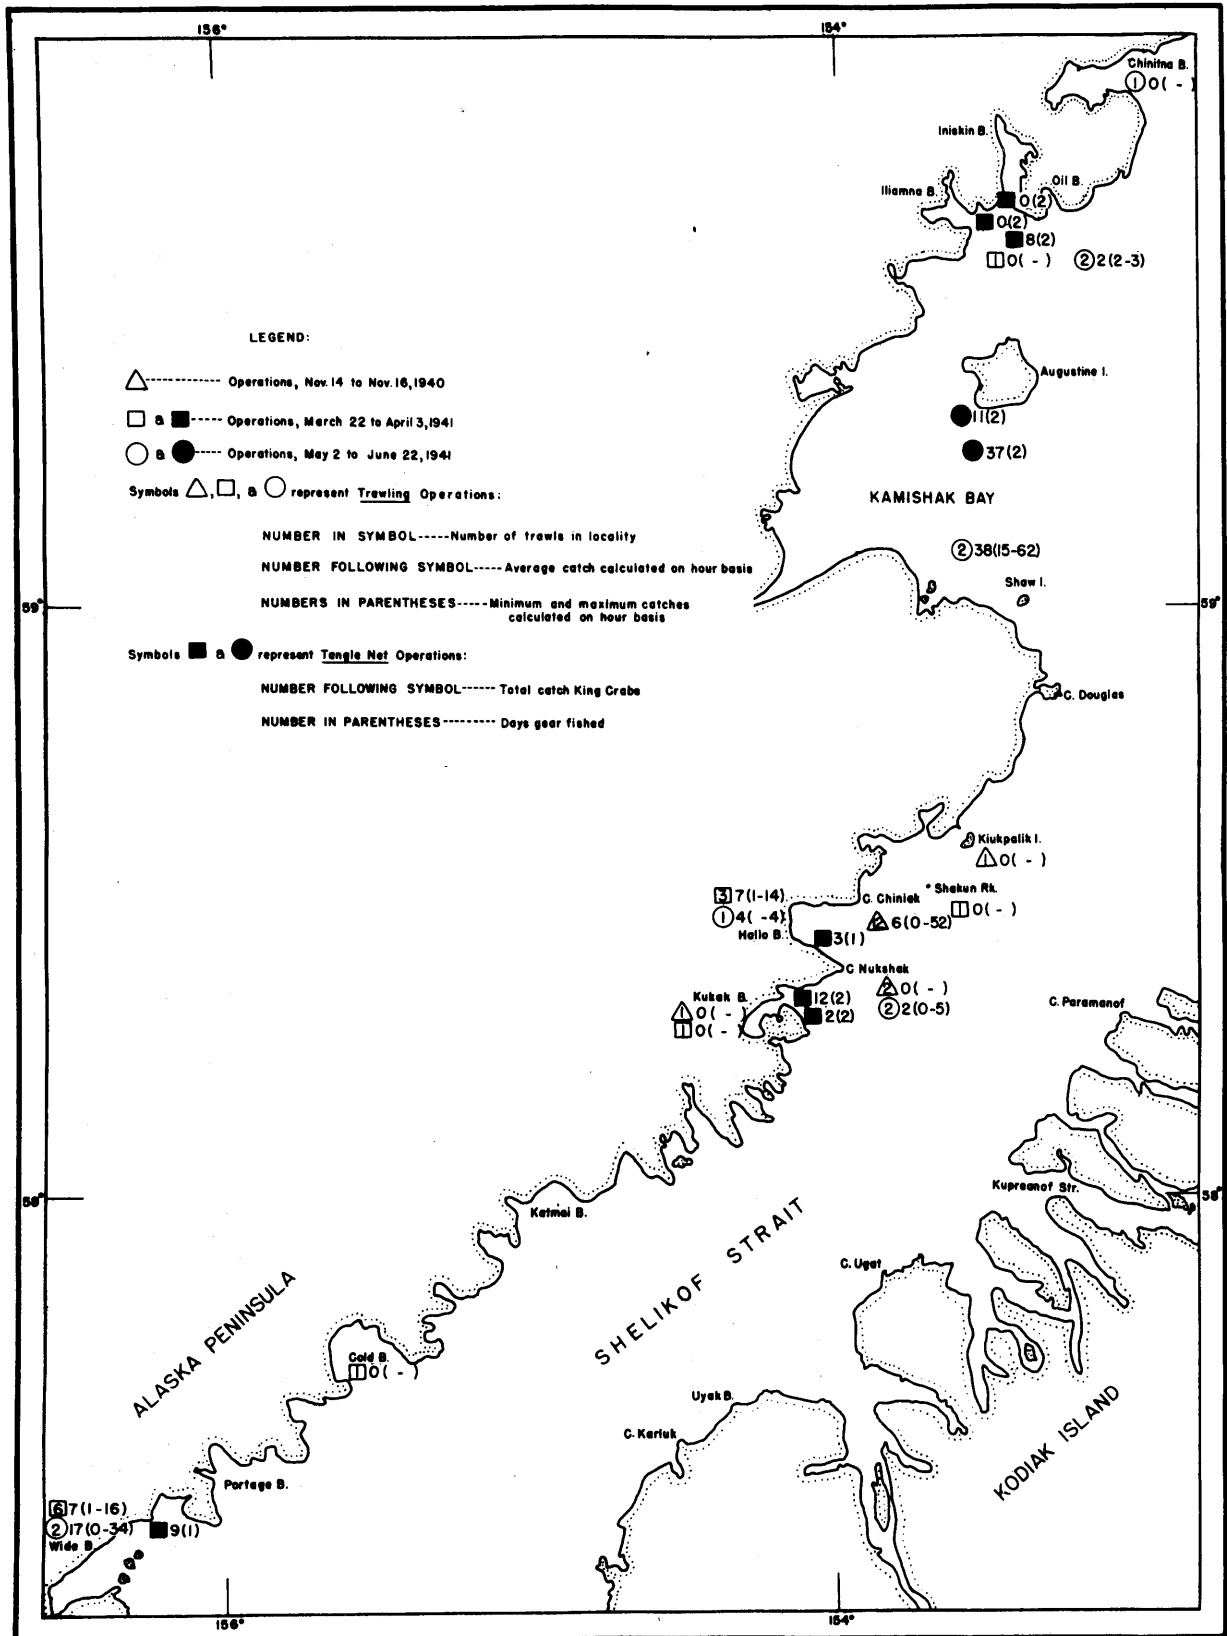 156°
154°
Chinitna B.
1 0( - )
Iniskin B.
Oil B.
Iliamna B.
0(2)
0(2)
8(2)
1 0( - )
2 2(2-3)
LEGEND:
Operations, Nov. 14 to Nov. 16, 1940
& Operations, March 22 to April 3, 1941
& Operations, May 2 to June 22, 1941
Symbols , , & represent Trawling Operations:
NUMBER IN SYMBOL-----Number of trawls in locality
NUMBER FOLLOWING SYMBOL-----Average catch calculated on hour basis
NUMBERS IN PARENTHESES-----Minimum and maximum catches
calculated on hour basis
Symbols & represent Tangle Net Operations:
NUMBER FOLLOWING SYMBOL------ Total catch King Crabs
NUMBER IN PARENTHESES--------- Days gear fished
Augustine I.
11(2)
37(2)
KAMISHAK BAY
2 38(15-62)
Shaw I.
59°
59°
C. Douglas
Kiukpalik I.
1 0( - )
Shakun Rk.
1 0( - )
C. Chiniak
6(0-52)
3 7(1-14)
1 4( -4)
Hallo B.
3(1)
C. Nukshak
2 0( - )
2 2(0-5)
Kukak B.
1 0( - )
1 0( - )
12(2)
2(2)
C. Paramanof
Kupreanof Str.
58°
58°
Katmai B.
SHELIKOF STRAIT
C. Ugat
ALASKA PENINSULA
Gold B.
1 0( - )
Uyak B.
C. Karluk
KODIAK ISLAND
Portage B.
6 7(1-16)
2 17(0-34)
Wide B.
9(1)
156°
154°